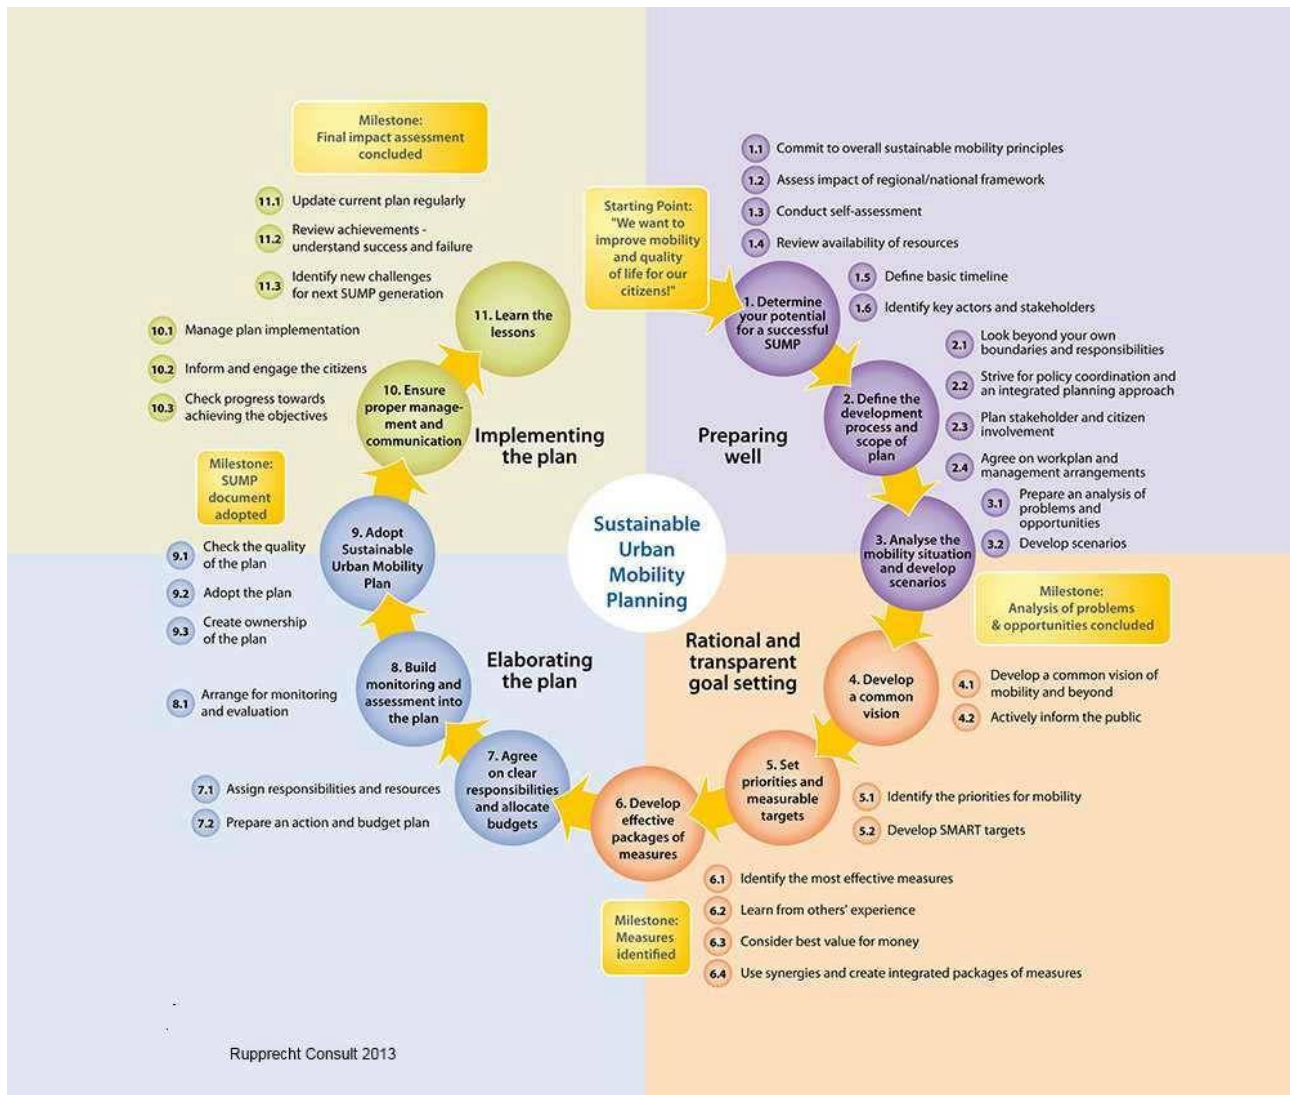 Milestone:
Final impact assessment
concluded
11.1 Update current plan regularly
11.2 Review achievements -
understand success and failure
11.3 Identify new challenges
for next SUMP generation
11. Learn the
lessons
10.1 Manage plan implementation
10.2 Inform and engage the citizens
10.3 Check progress towards
achieving the objectives
10. Ensure
proper manage-
ment and
communication
Implementing
the plan
Starting Point:
"We want to
improve mobility
and quality
of life for our
citizens!"
1.1 Commit to overall sustainable mobility principles
1.2 Assess impact of regional/national framework
1.3 Conduct self-assessment
1.4 Review availability of resources
1.5 Define basic timeline
1.6 Identify key actors and stakeholders
1. Determine
your potential
for a successful
SUMP
2.1 Look beyond your own
boundaries and responsibilities
2.2 Strive for policy coordination and
an integrated planning approach
2.3 Plan stakeholder and citizen
involvement
2.4 Agree on workplan and
management arrangements
2. Define the
development
process and
scope of
plan
Preparing
well
3.1 Prepare an analysis of
problems and
opportunities
3.2 Develop scenarios
3. Analyse the
mobility situation
and develop
scenarios
Milestone:
Analysis of problems
& opportunities concluded
Sustainable
Urban
Mobility
Planning
Rational and
transparent
goal setting
4. Develop
a common
vision
4.1 Develop a common vision of
mobility and beyond
4.2 Actively inform the public
5. Set
priorities and
measurable
targets
5.1 Identify the priorities for mobility
5.2 Develop SMART targets
6. Develop
effective
packages of
measures
6.1 Identify the most effective measures
6.2 Learn from others' experience
6.3 Consider best value for money
6.4 Use synergies and create integrated packages of measures
Milestone:
Measures
identified
Elaborating
the plan
7. Agree
on clear
responsibilities
and allocate
budgets
7.1 Assign responsibilities and resources
7.2 Prepare an action and budget plan
8. Build
monitoring and
assessment into
the plan
8.1 Arrange for monitoring
and evaluation
9. Adopt
Sustainable
Urban Mobility
Plan
9.1 Check the quality
of the plan
9.2 Adopt the plan
9.3 Create ownership
of the plan
Milestone:
SUMP
document
adopted
Rupprecht Consult 2013